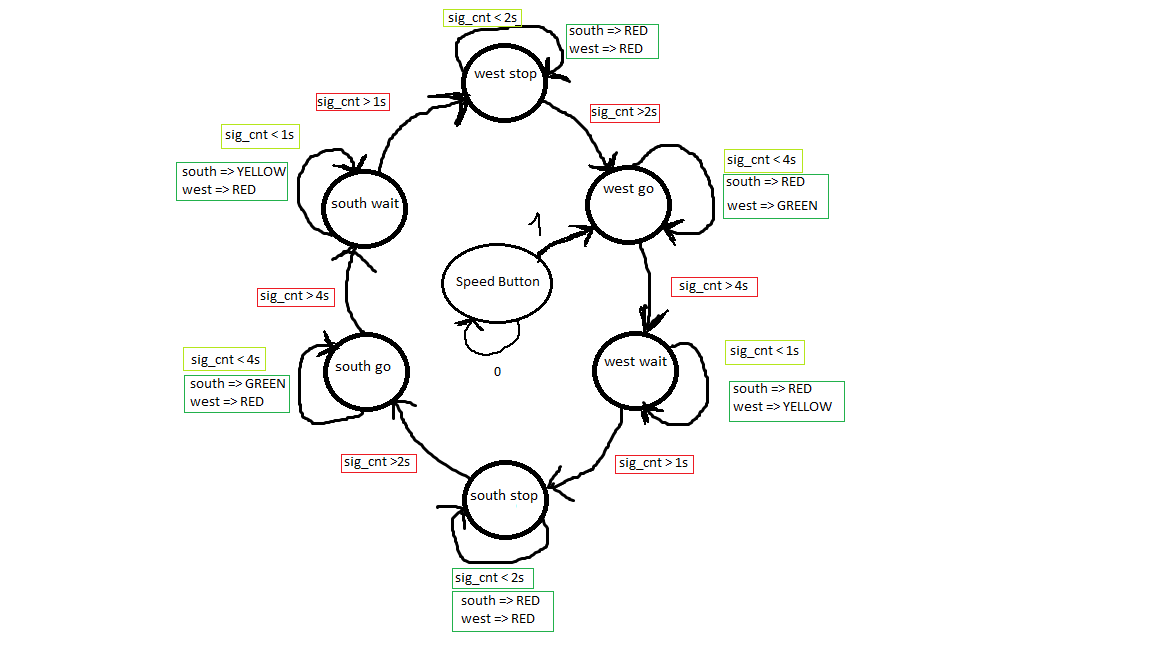 sig_cnt < 2s
south => RED
west => RED
west stop
sig_cnt > 1s
sig_cnt >2s
sig_cnt < 1s
south => YELLOW
west => RED
south wait
sig_cnt < 4s
south => RED
west => GREEN
west go
1
Speed Button
0
sig_cnt > 4s
sig_cnt > 4s
sig_cnt < 4s
south => GREEN
west => RED
south go
west wait
sig_cnt < 1s
south => RED
west => YELLOW
sig_cnt >2s
sig_cnt > 1s
south stop
sig_cnt < 2s
south => RED
west => RED